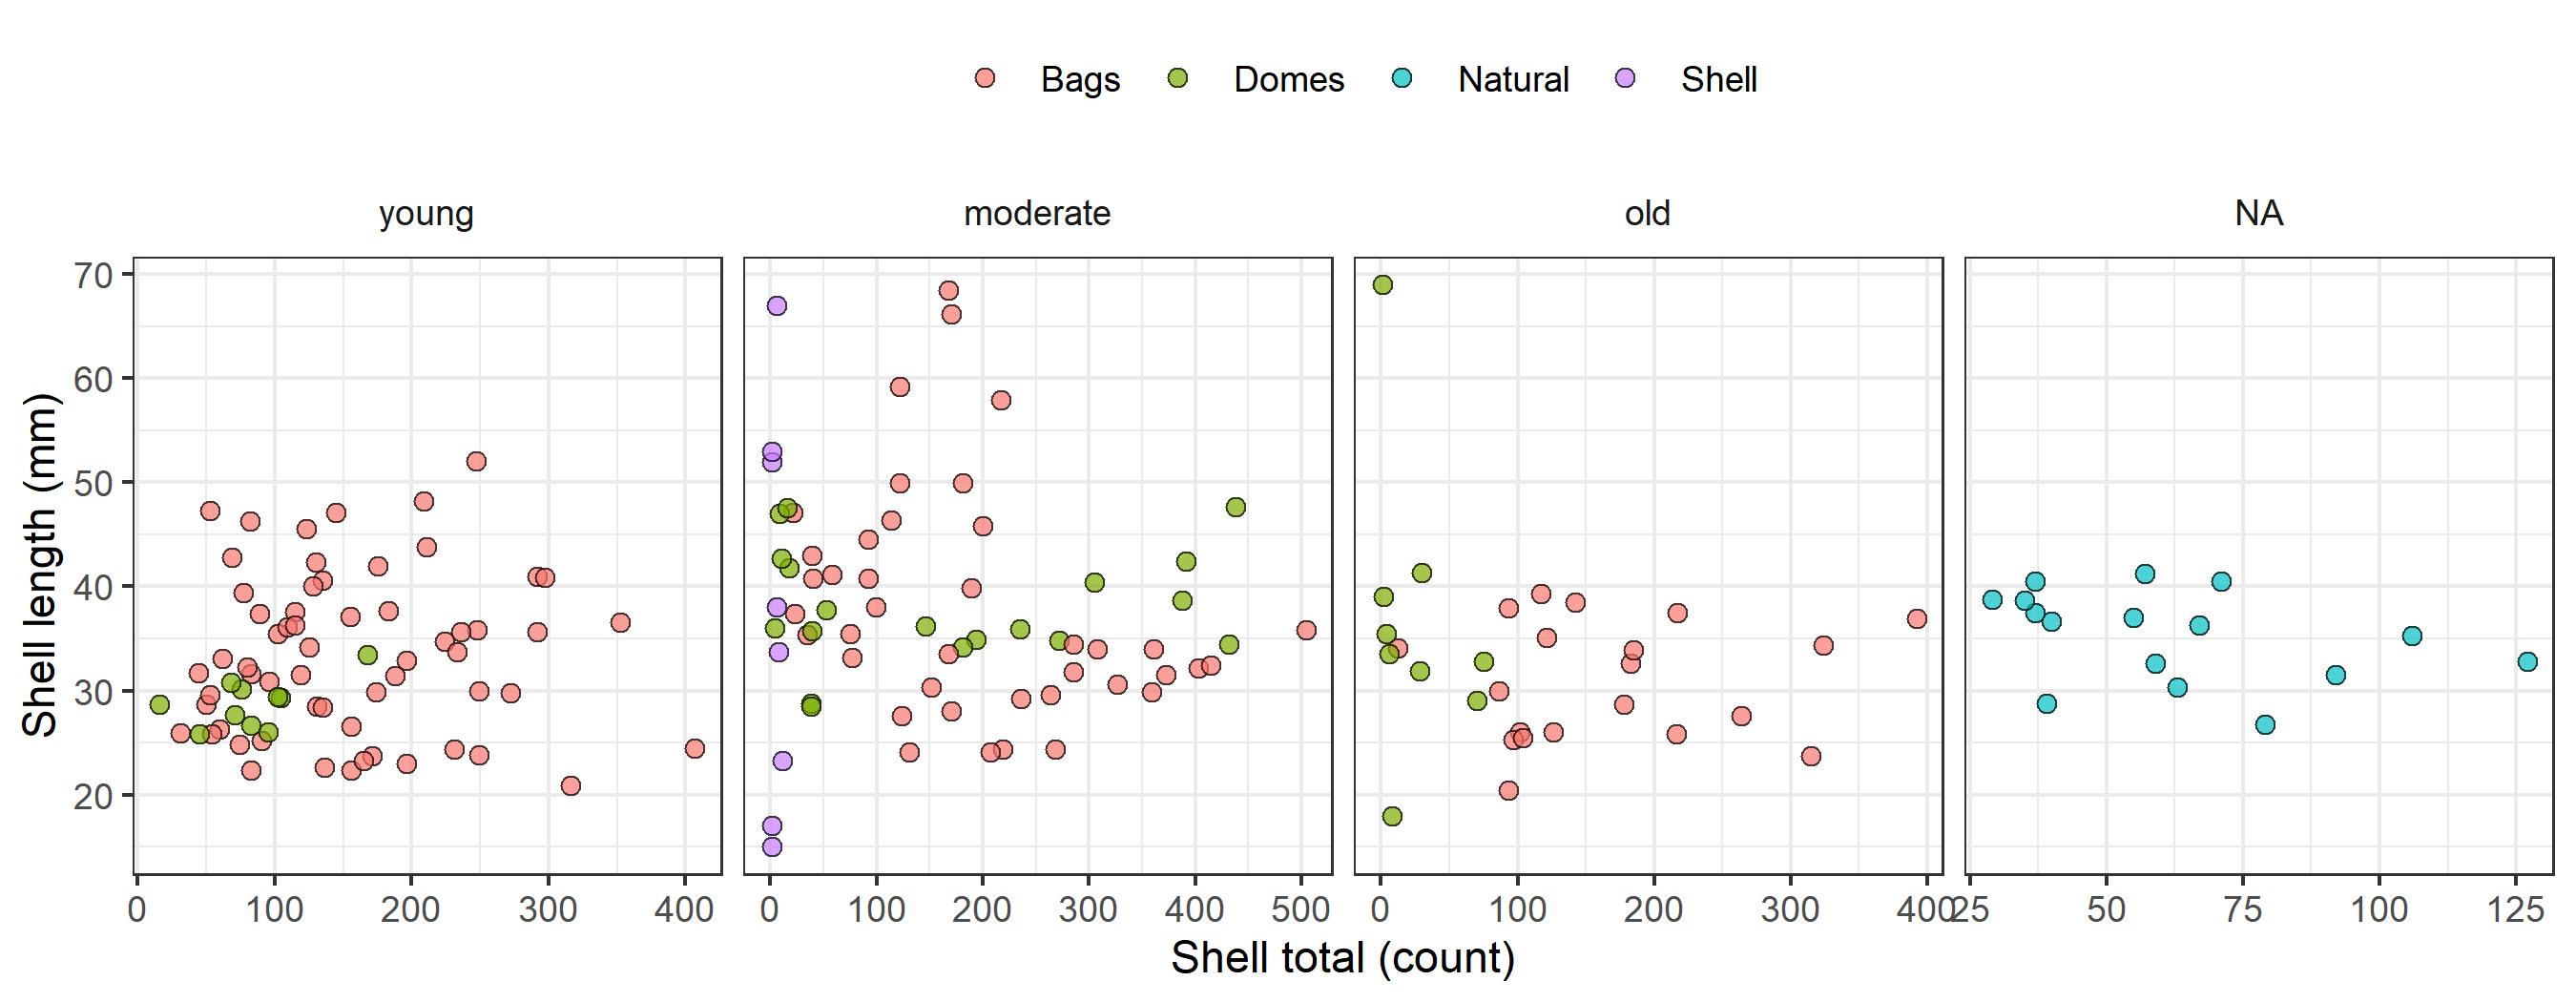 Bags Domes Natural Shell
young moderate old NA
Shell length (mm)
70
60
50
40
30
20
0 100 200 300 400 0 100 200 300 400 500 0 100 200 300 400 25 50 75 100 125
Shell total (count)